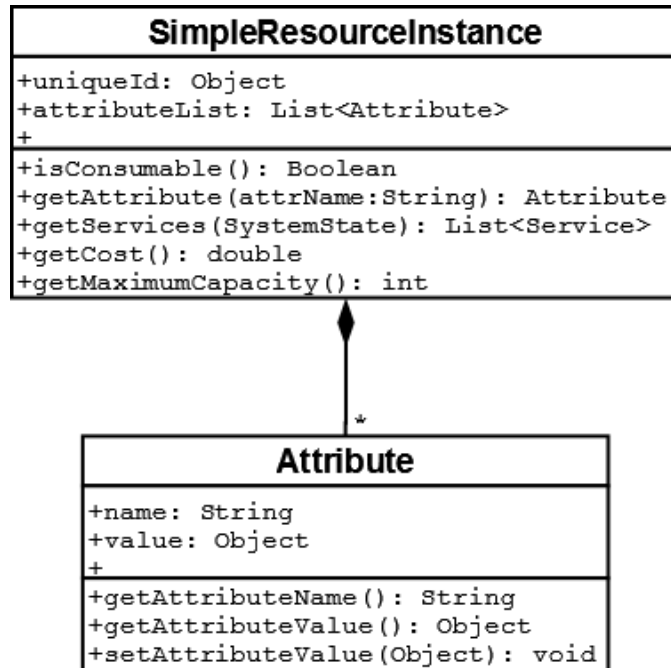 SimpleResourceInstance
+uniqueId: Object
+attributeList: List<Attribute>
+
+isConsumable(): Boolean
+getAttribute(attrName:String): Attribute
+getServices(SystemState): List<Service>
+getCost(): double
+getMaximumCapacity(): int
*
Attribute
+name: String
+value: Object
+
+getAttributeName(): String
+getAttributeValue(): Object
+setAttributeValue(Object): void